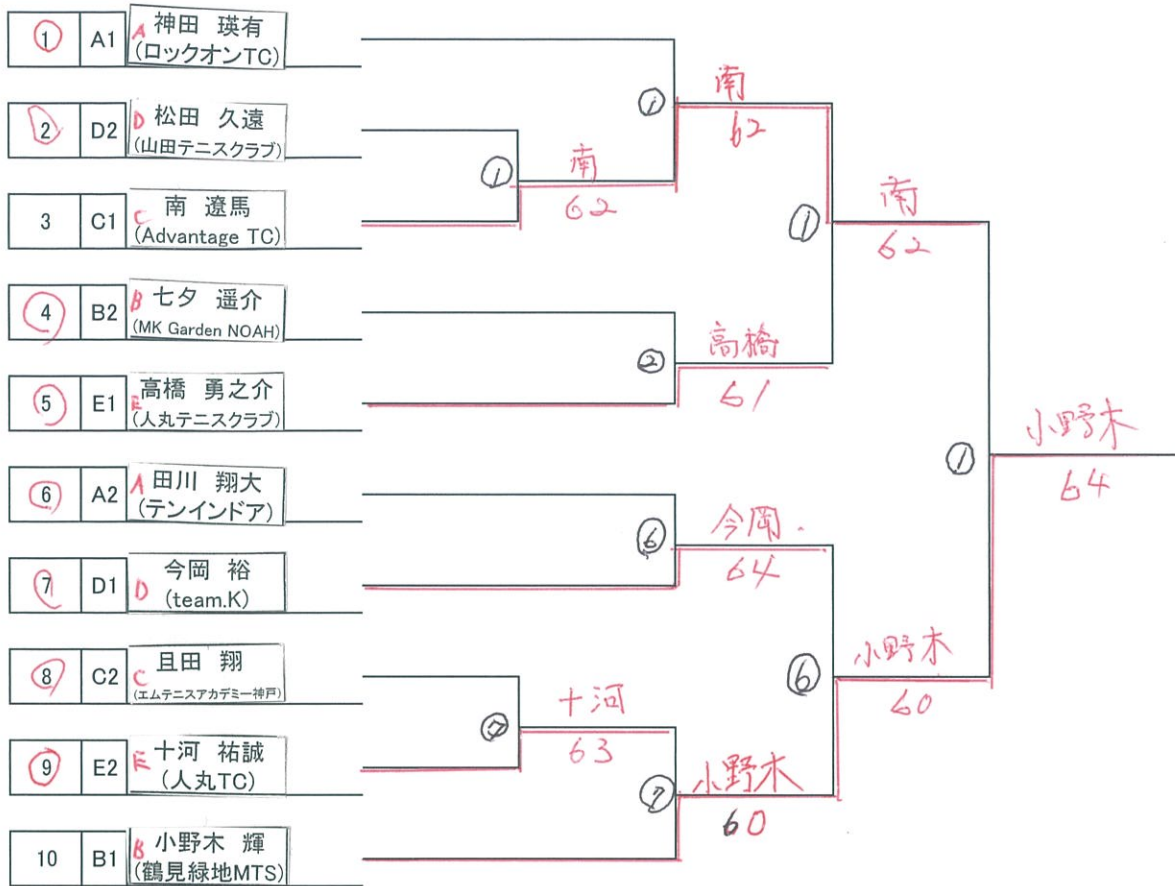 ① A1 A 神田 瑛有
(ロックオンTC)
② D2 D 松田 久遠
(山田テニスクラブ)
3 C1 C 南 遼馬
(Advantage TC)
④ B2 B 七夕 遥介
(MK Garden NOAH)
⑤ E1 E 高橋 勇之介
(人丸テニスクラブ)
⑥ A2 A 田川 翔大
(テンインドア)
⑦ D1 D 今岡 裕
(team.K)
⑧ C2 C 且田 翔
(エムテニスアカデミー神戸)
⑨ E2 E 十河 祐誠
(人丸TC)
10 B1 B 小野木 輝
(鶴見緑地MTS)
① 南
62
⑦ 十河
63
① 南
62
② 高橋
61
⑥ 今岡
64
⑦ 小野木
60
① 南
62
⑥ 小野木
60
① 小野木
64